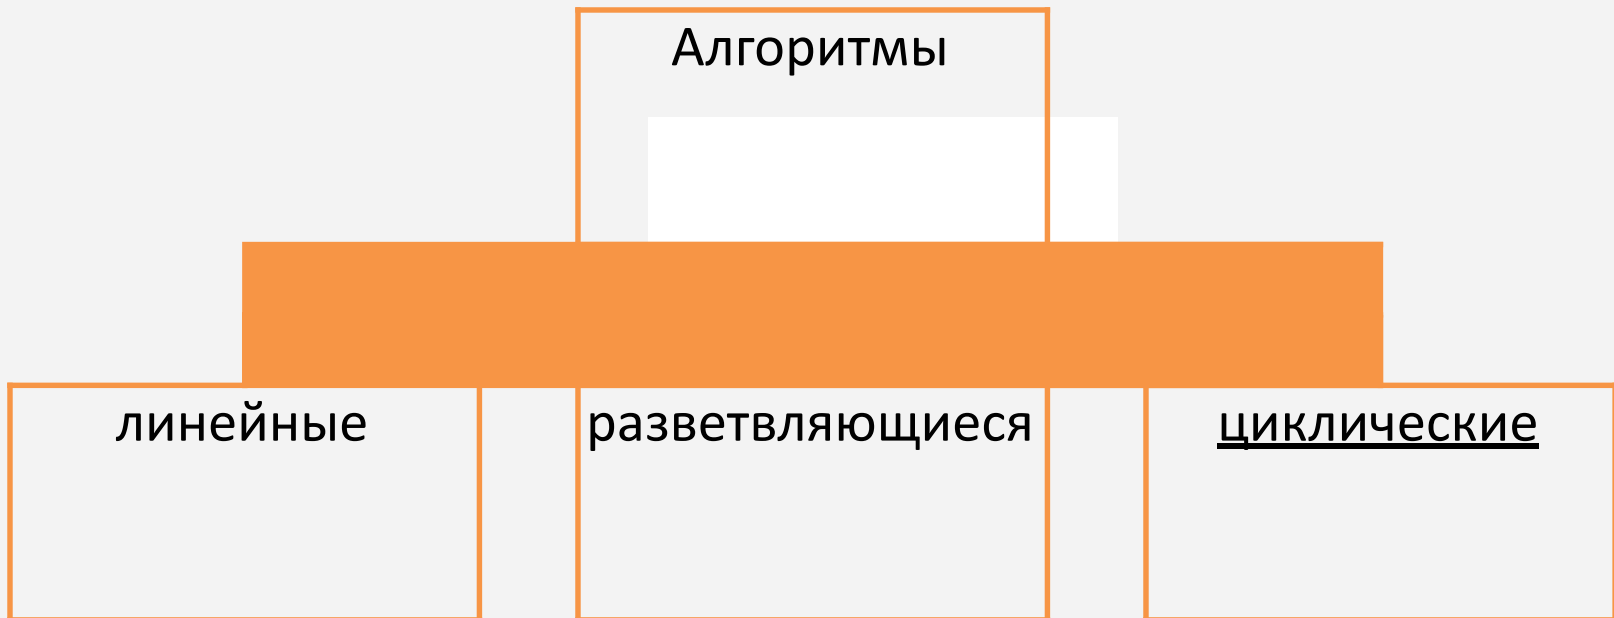 Алгоритмы
линейные
разветвляющиеся
циклические